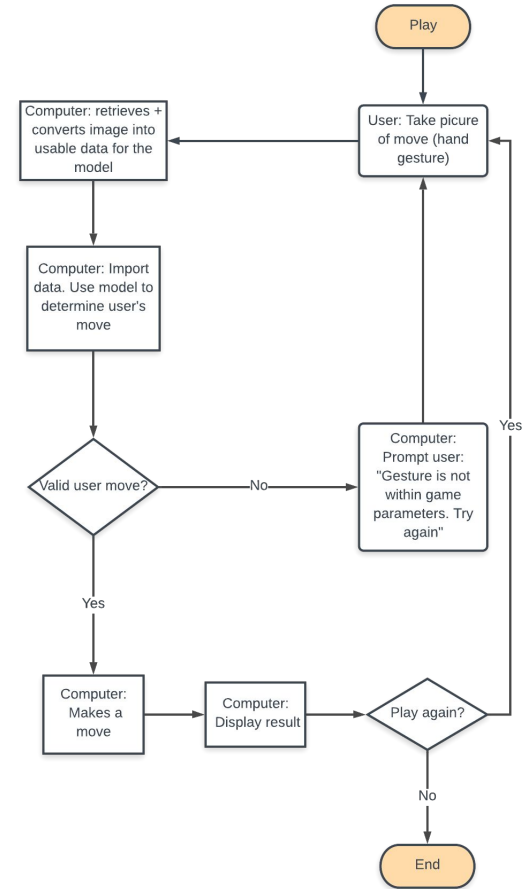 Play
User: Take picure
of move (hand
gesture)
Computer: retrieves +
converts image into
usable data for the
model
Computer: Import
data. Use model to
determine user's
move
Valid user move?
No
Computer:
Prompt user:
"Gesture is not
within game
parameters. Try
again"
Yes
Computer:
Makes a
move
Computer:
Display result
Play again?
Yes
No
End